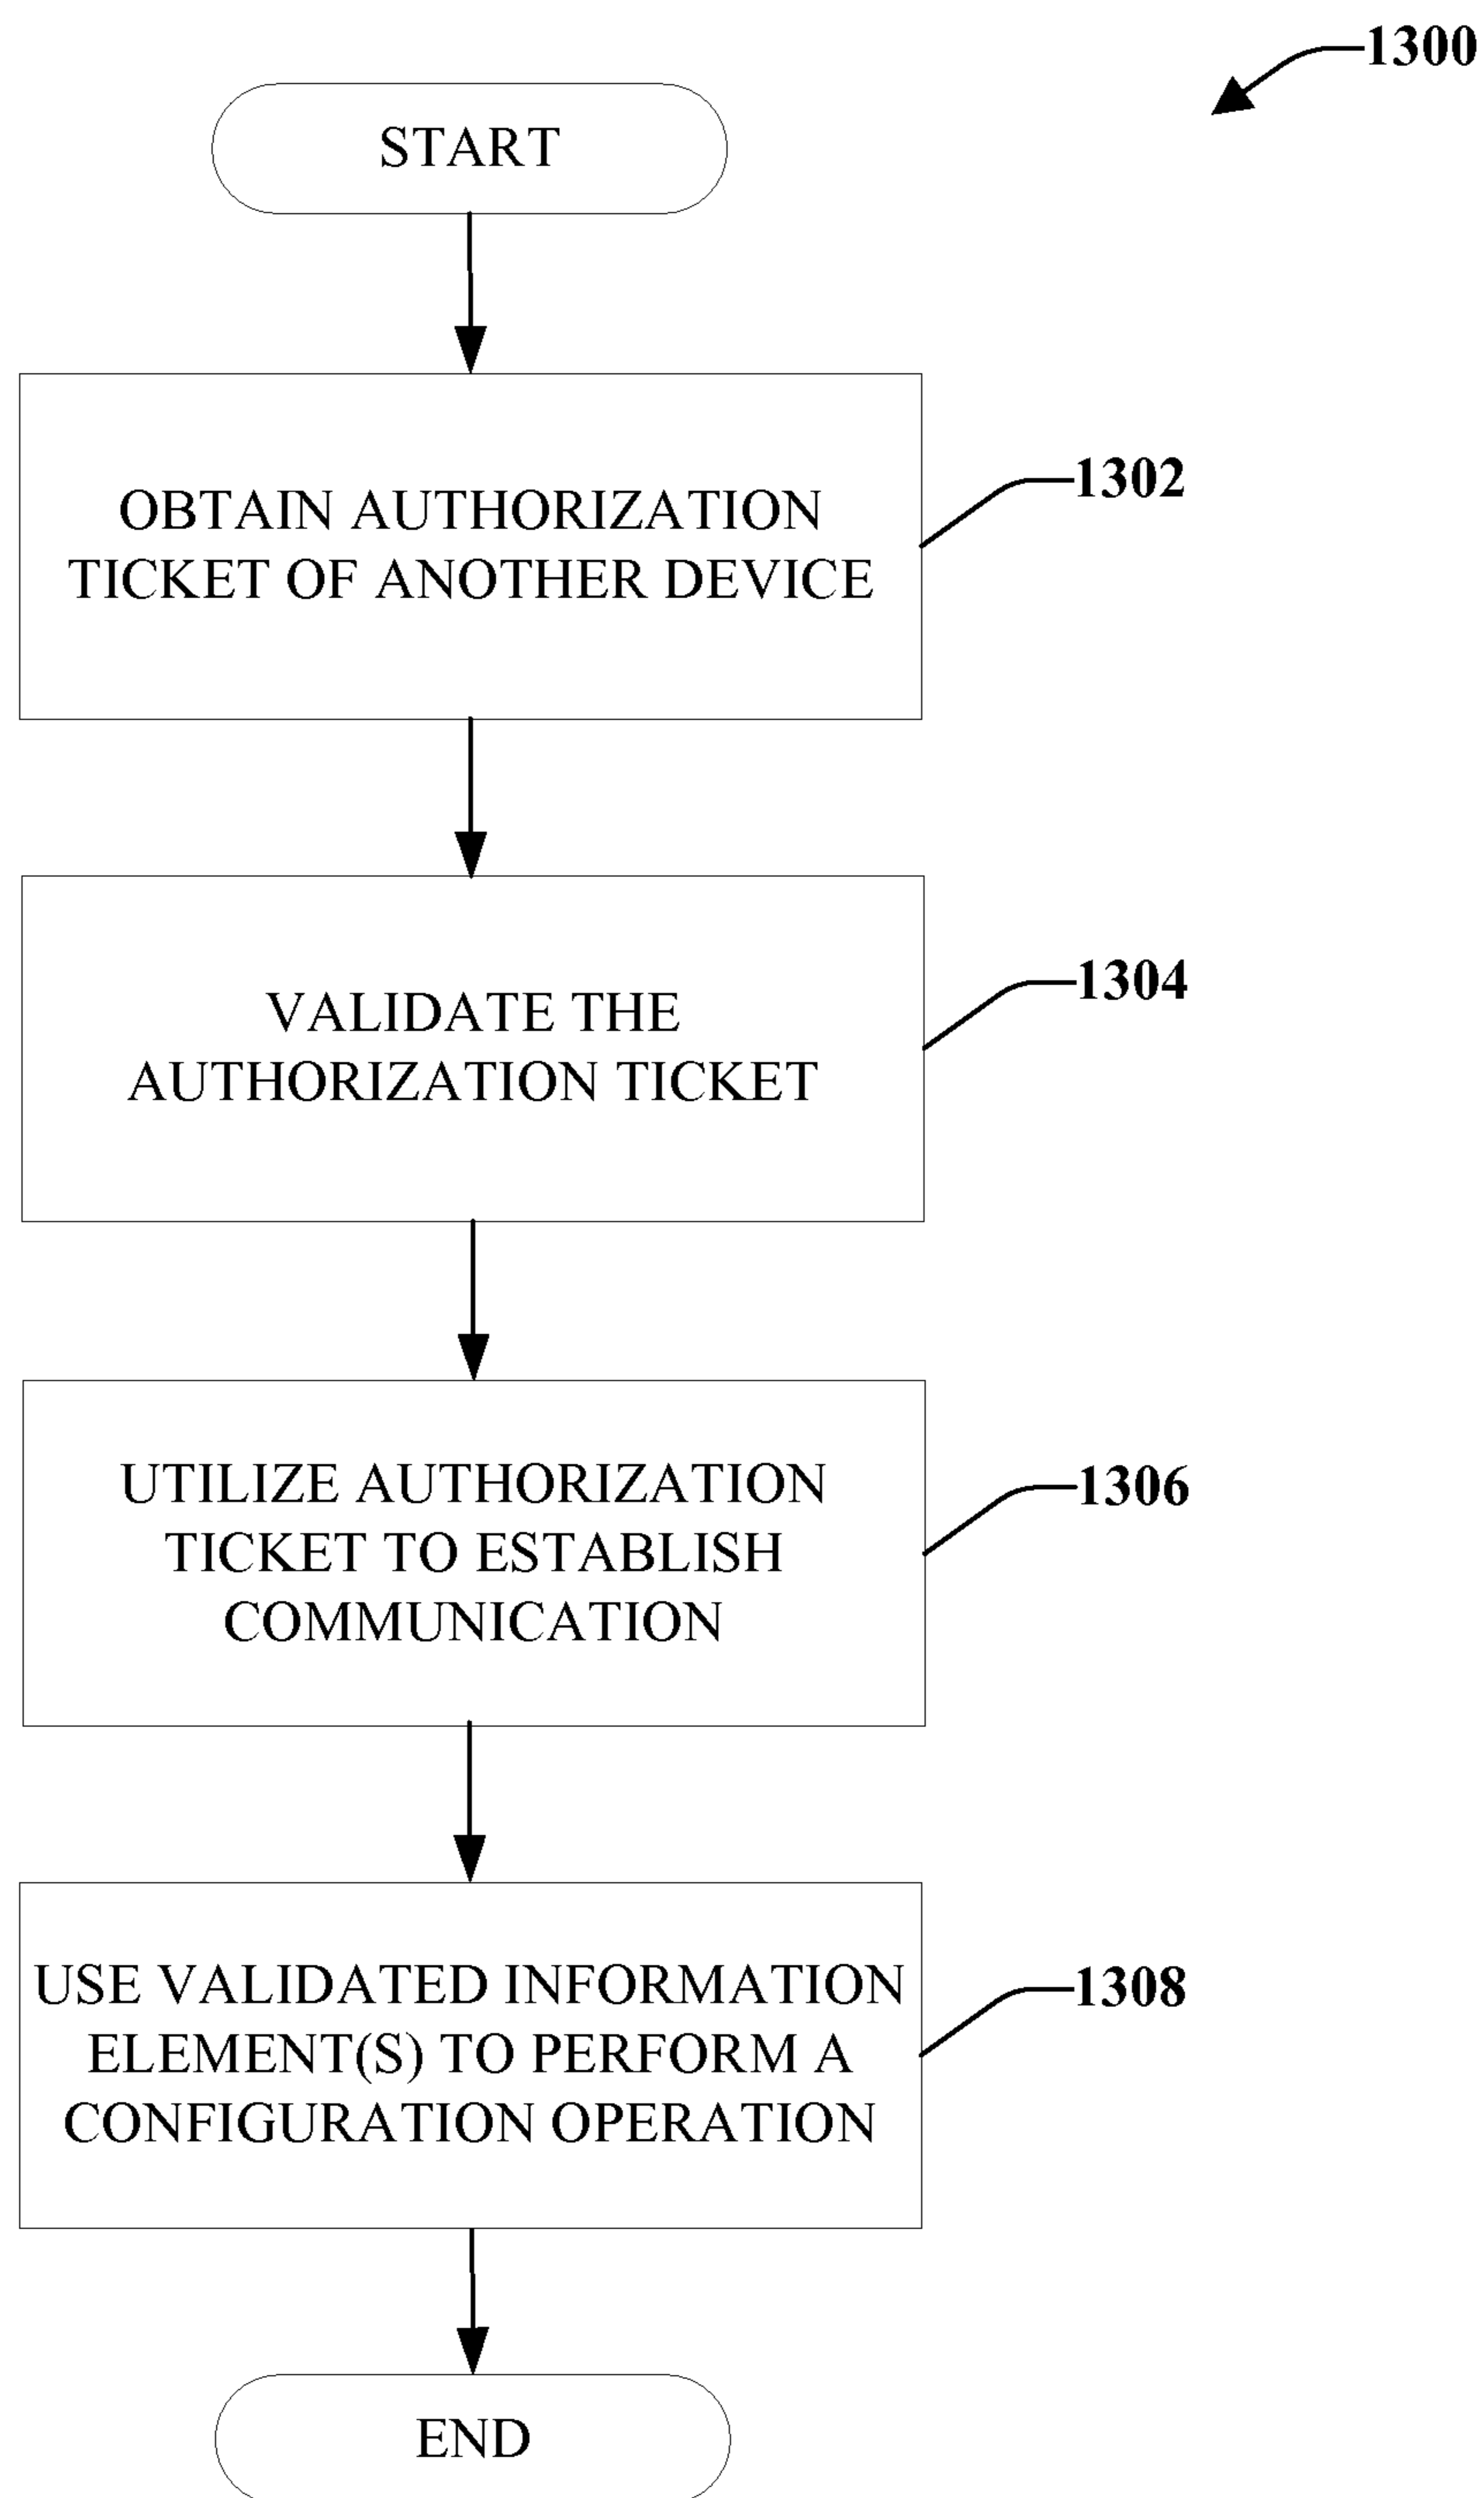 1300
START
OBTAIN AUTHORIZATION
TICKET OF ANOTHER DEVICE
1302
VALIDATE THE
AUTHORIZATION TICKET
1304
UTILIZE AUTHORIZATION
TICKET TO ESTABLISH
COMMUNICATION
1306
USE VALIDATED INFORMATION
ELEMENT(S) TO PERFORM A
CONFIGURATION OPERATION
1308
END